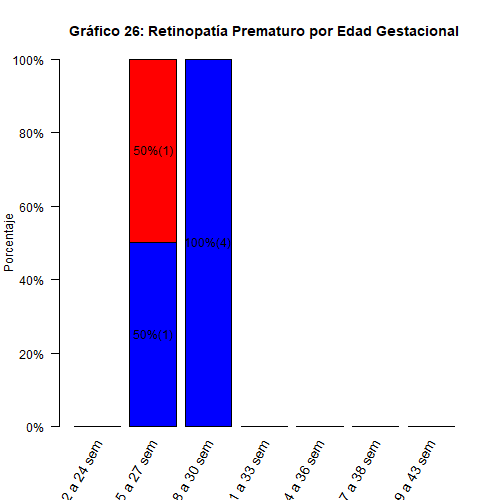 Gráfico 26: Retinopatía Prematuro por Edad Gestacional
100%
80%
60%
40%
20%
0%
Porcentaje
50%(1)
50%(1)
100%(4)
2 a 24 sem
5 a 27 sem
8 a 30 sem
1 a 33 sem
4 a 36 sem
7 a 38 sem
9 a 43 sem